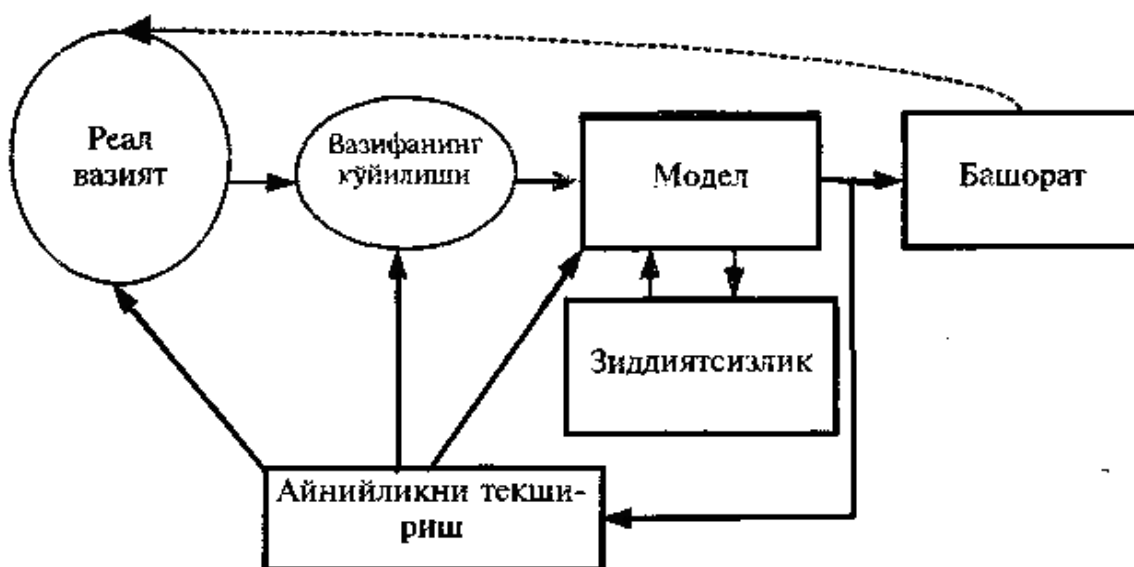 Реал
вазият
Вазифанинг
қўйилиши
Модел
Башорат
Зиддиятсизлик
Айнийликни текши-
риш